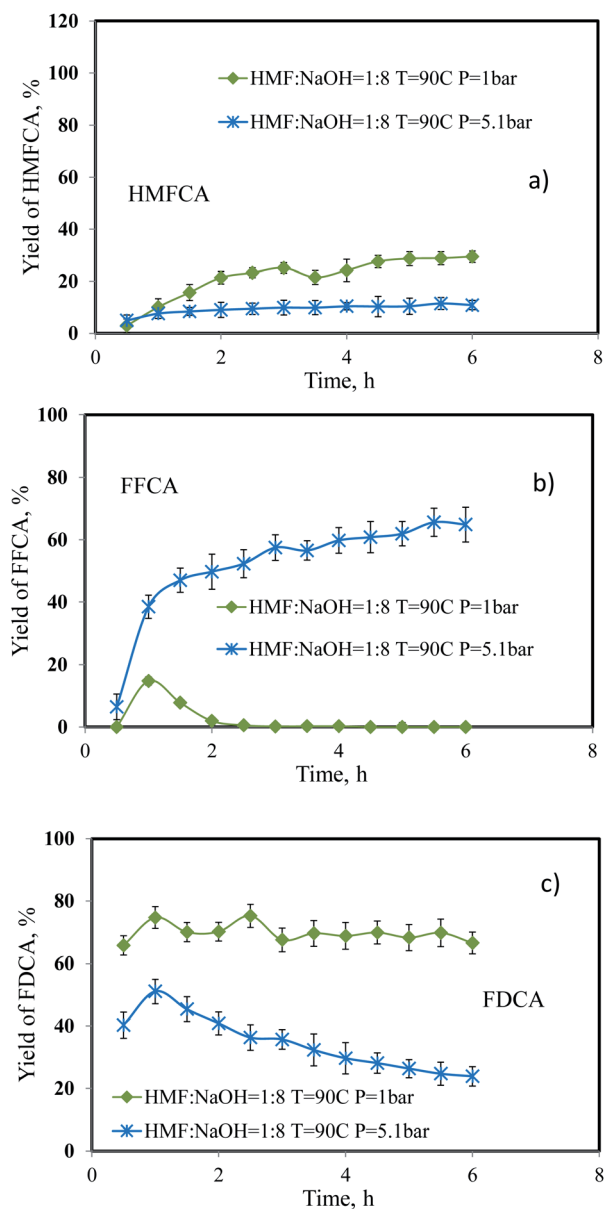 120
100
80
60
40
20
0
Yield of HMFCA, %
HMF:NaOH=1:8 T=90C P=1bar
HMF:NaOH=1:8 T=90C P=5.1bar
HMFCA
a)
0 2 4 6 8
Time, h
100
80
60
40
20
0
Yield of FFCA, %
FFCA
b)
HMF:NaOH=1:8 T=90C P=1bar
HMF:NaOH=1:8 T=90C P=5.1bar
0 2 4 6 8
Time, h
100
80
60
40
20
0
Yield of FDCA, %
c)
FDCA
HMF:NaOH=1:8 T=90C P=1bar
HMF:NaOH=1:8 T=90C P=5.1bar
0 2 4 6 8
Time, h